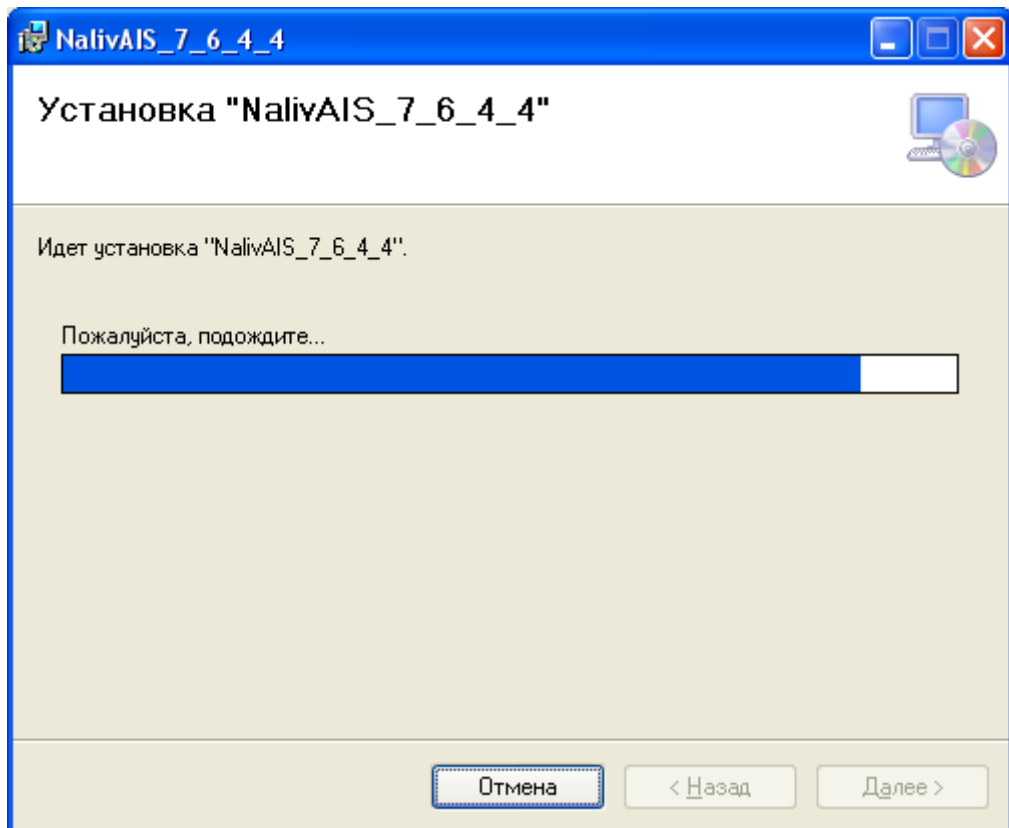 NalivAIS_7_6_4_4
Установка "NalivAIS_7_6_4_4"
Идет установка "NalivAIS_7_6_4_4".
Пожалуйста, подождите...
Отмена
< Назад
Далее >